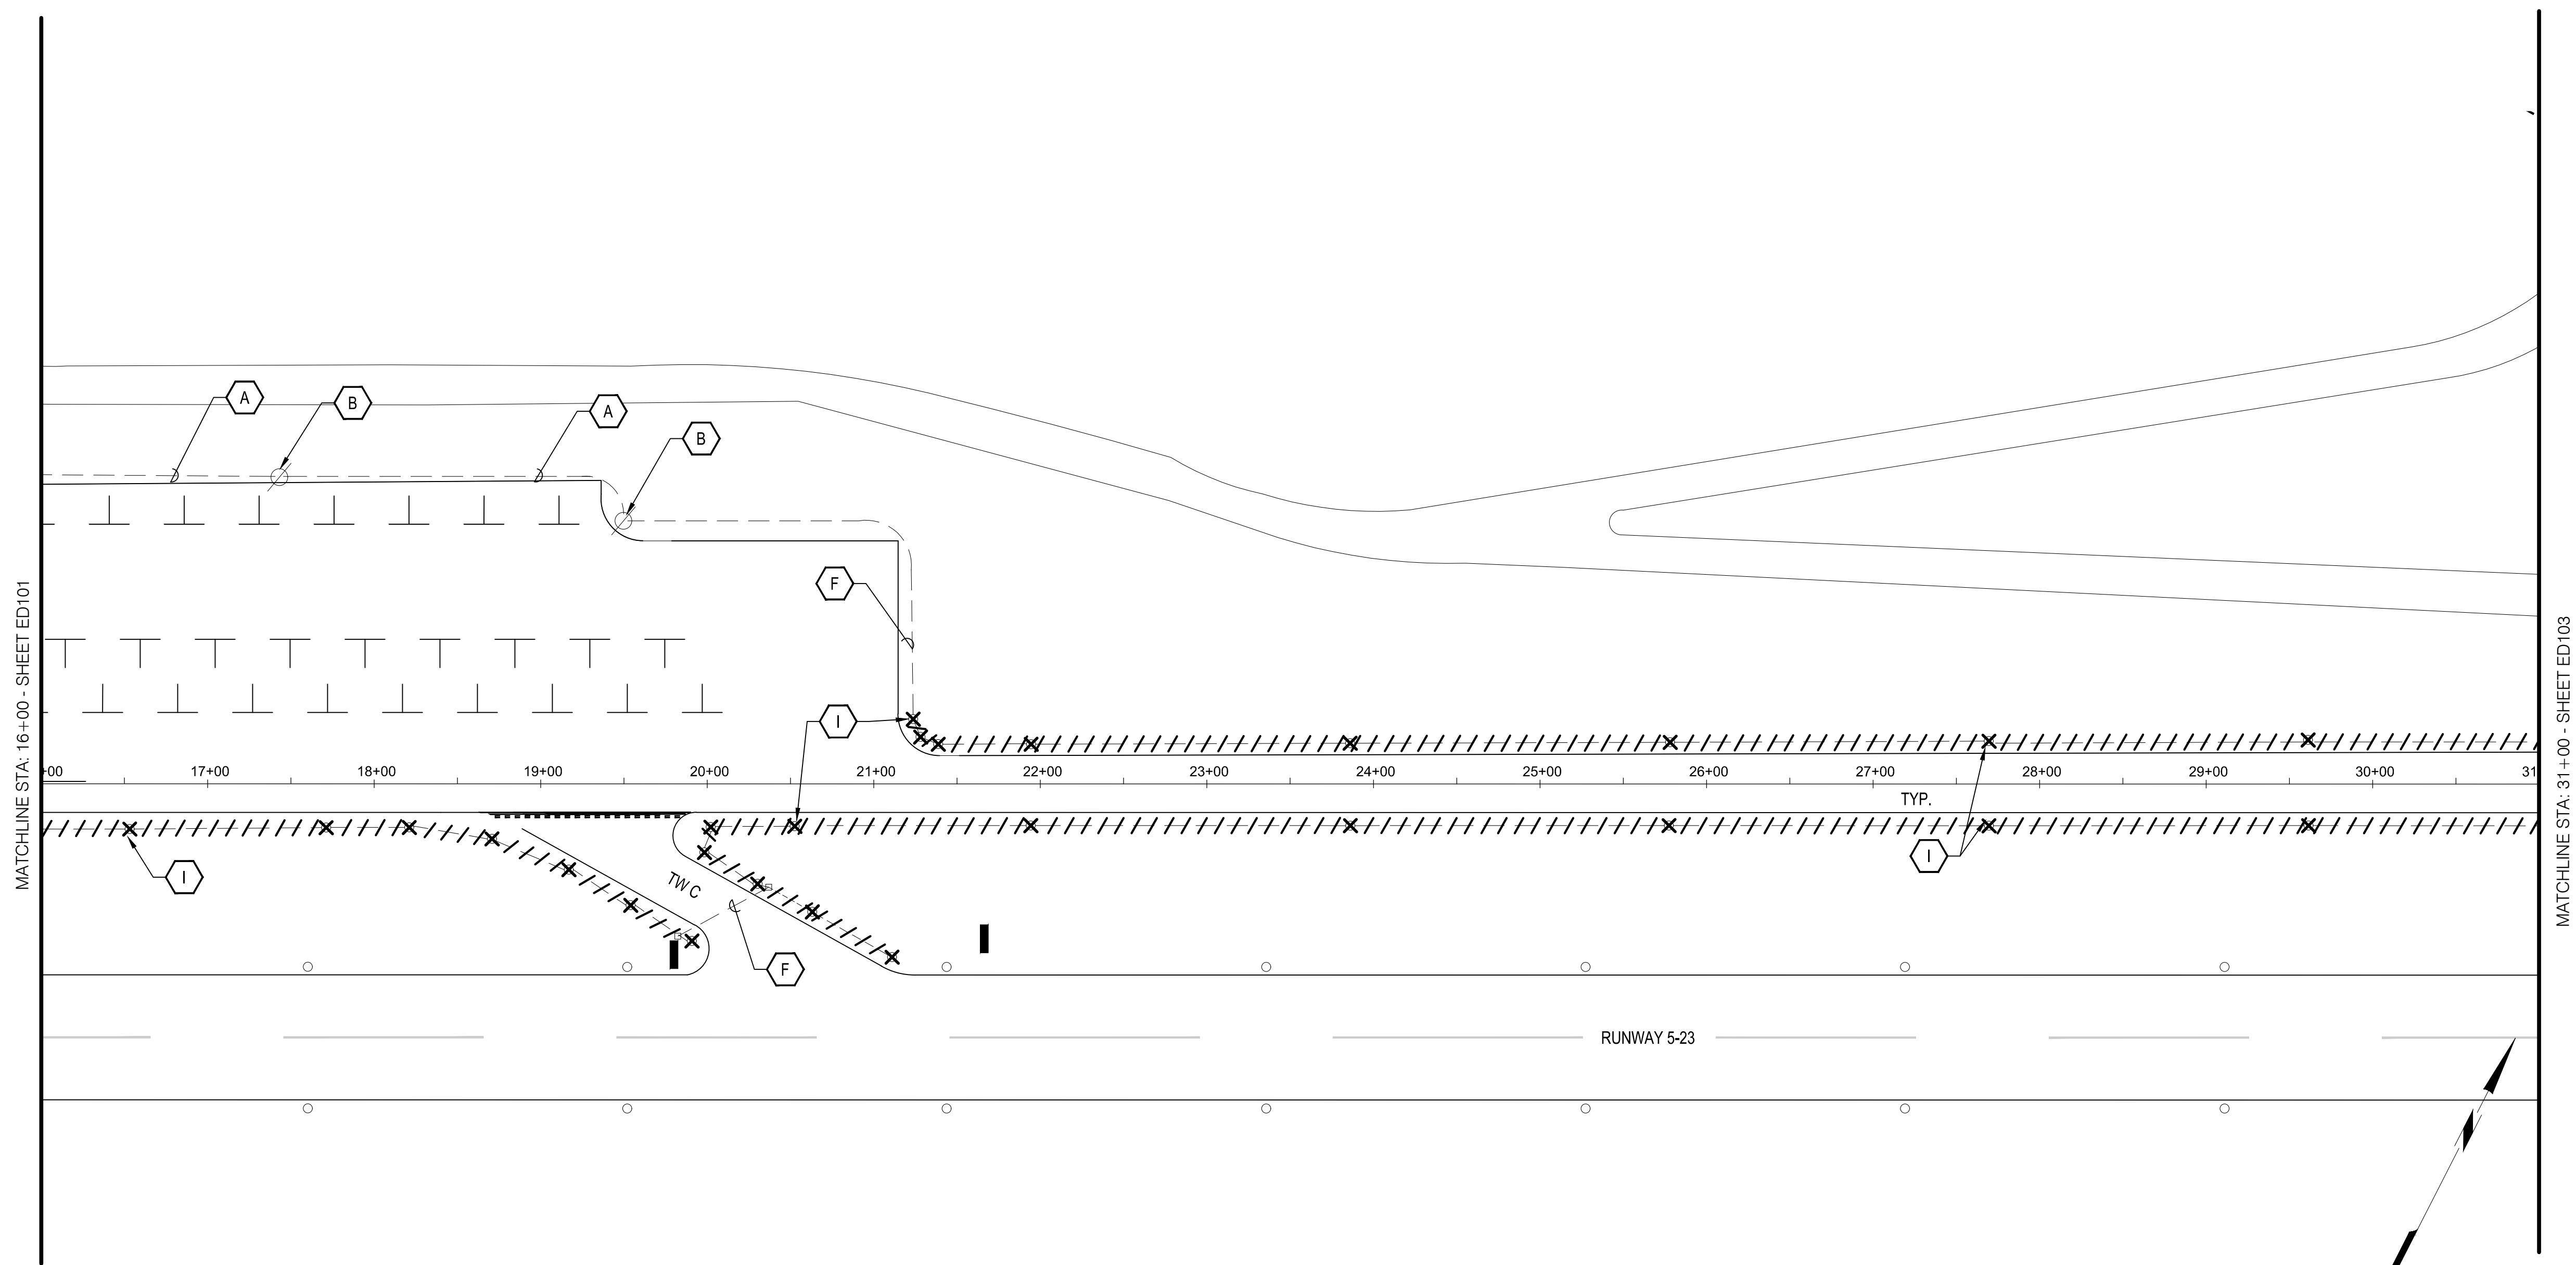 A
B
A
B
F
I
MATCHLINE STA: 16+00 - SHEET ED101
MATCHLINE STA: 31+00 - SHEET ED103
+00 17+00 18+00 19+00 20+00 21+00 22+00 23+00 24+00 25+00 26+00 27+00 28+00 29+00 30+00 31
TYP.
I
I
TW C
F
RUNWAY 5-23